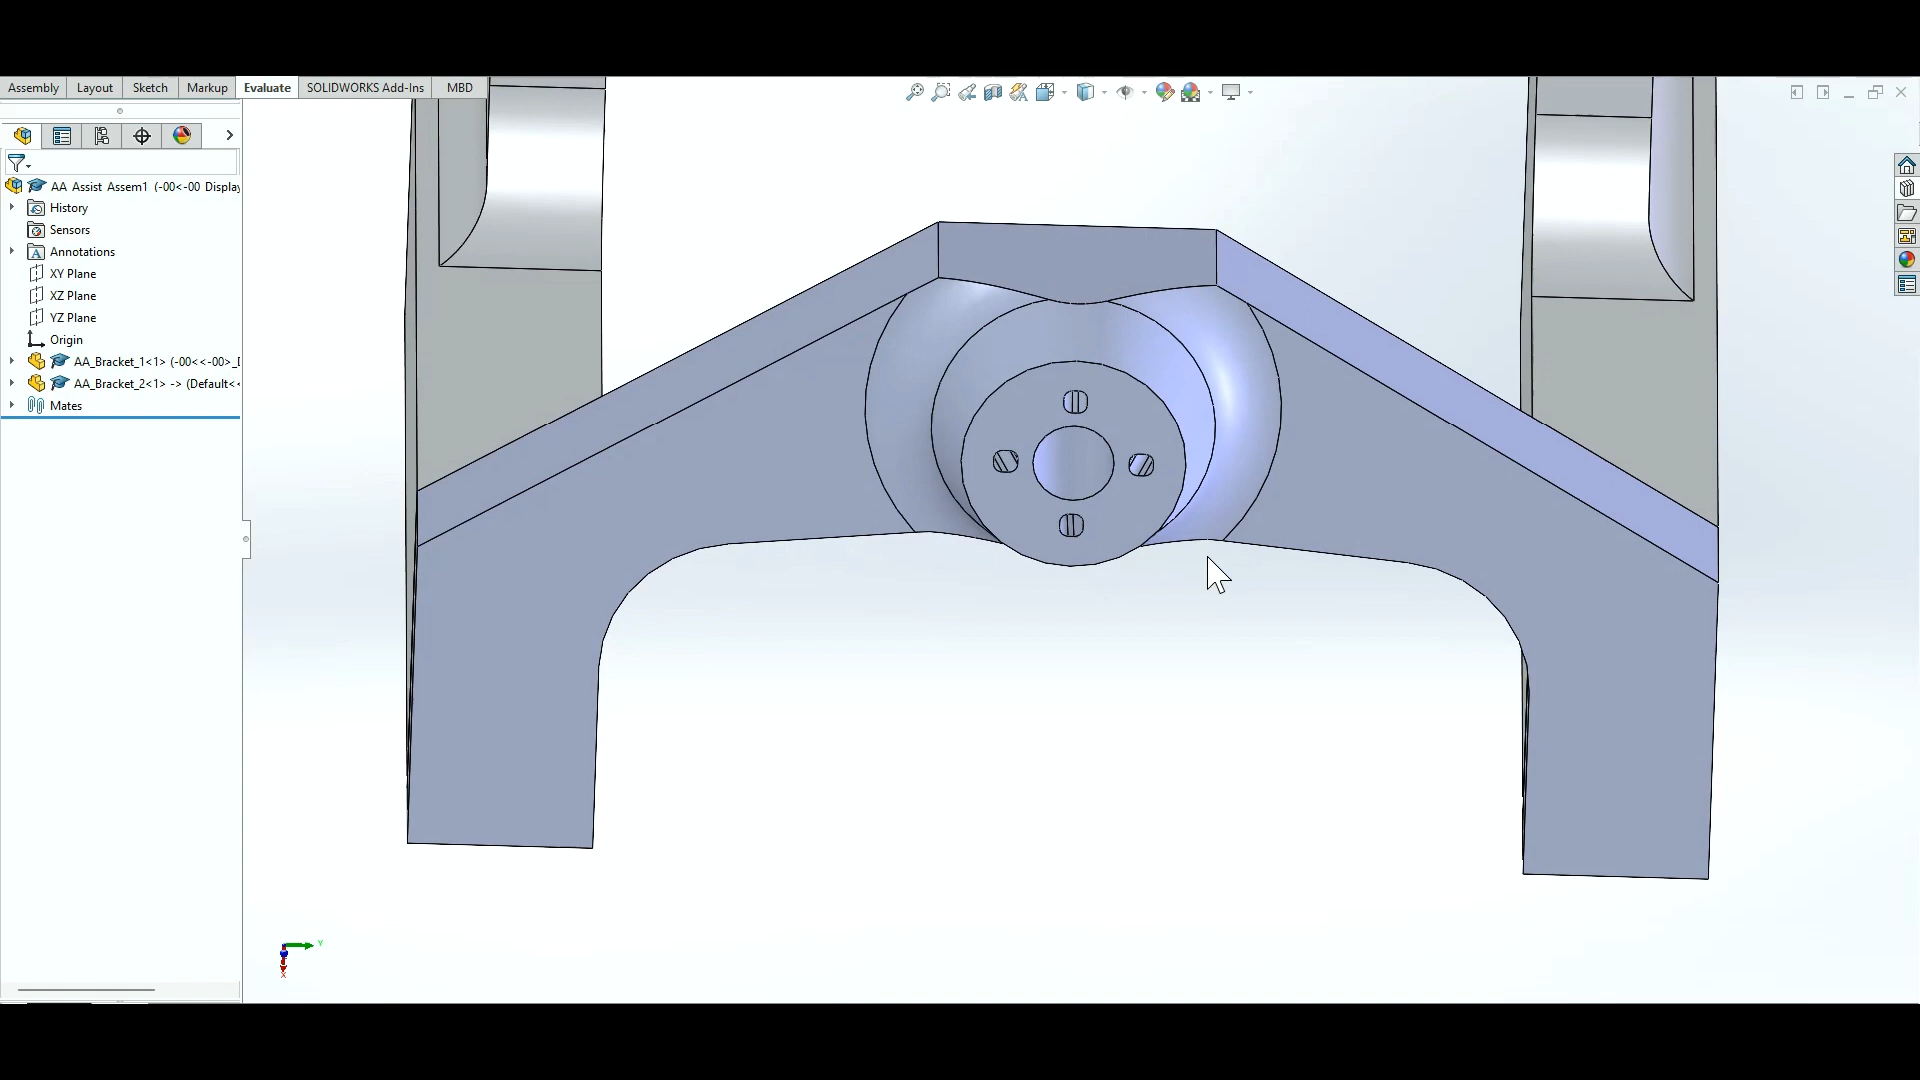 Assembly Layout Sketch Markup Evaluate SOLIDWORKS Add-Ins MBD
AA Assist Assem1 (-00<-00 Display
History
Sensors
A Annotations
XY Plane
XZ Plane
YZ Plane
Origin
AA_Bracket_1<1> (-00<<-00>_D
AA_Bracket_2<1> -> (Default<<
Mates
Y
X